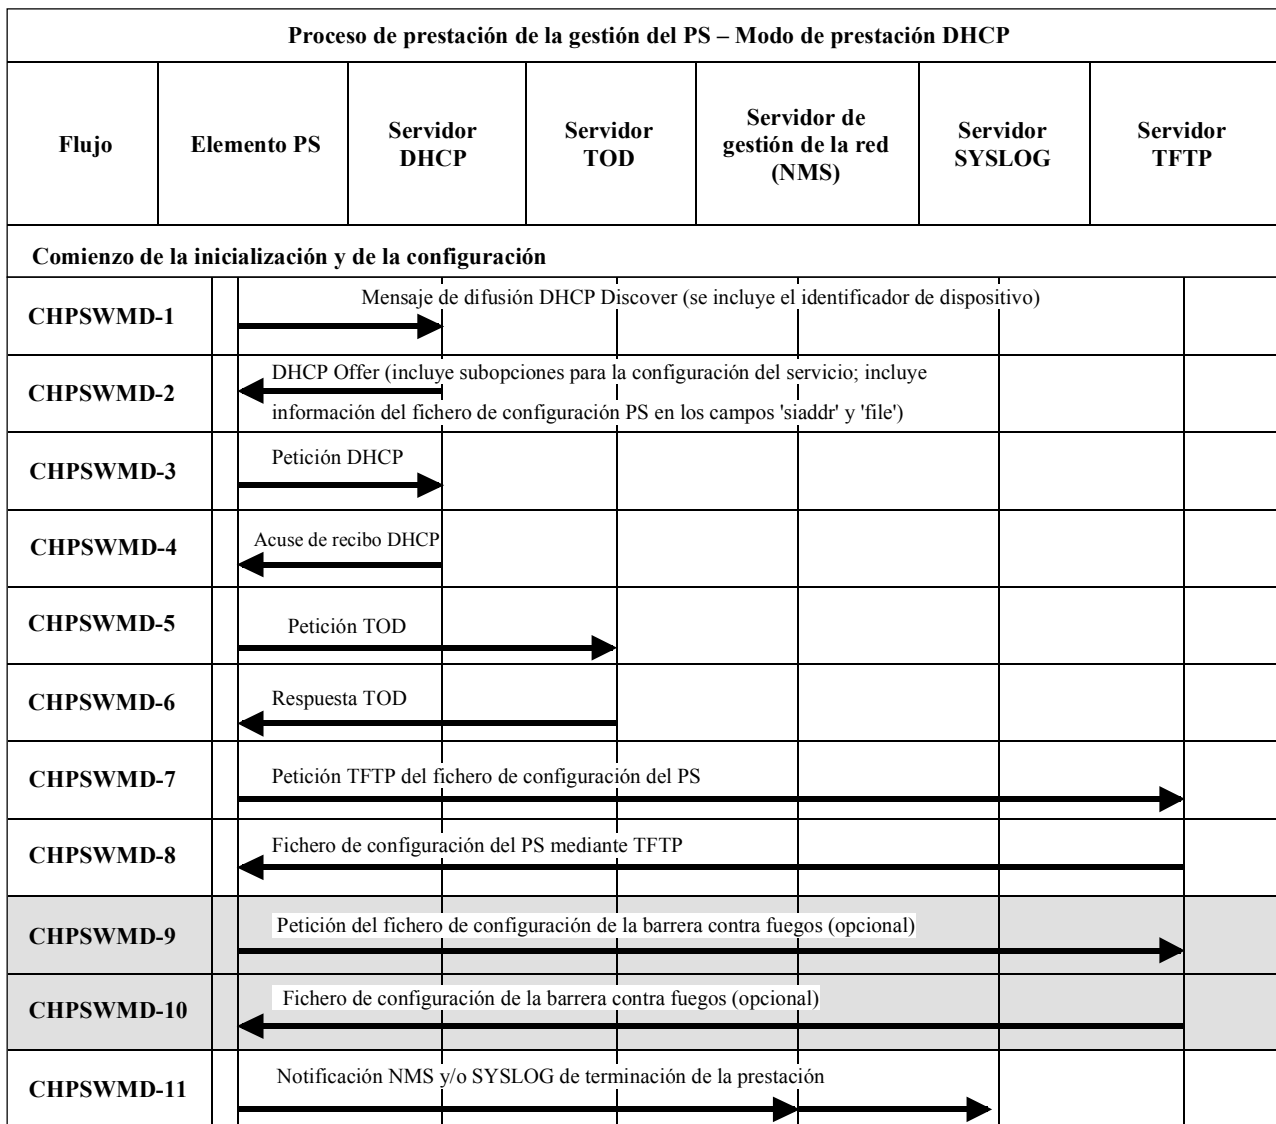 Proceso de prestación de la gestión del PS – Modo de prestación DHCP
Flujo
Elemento PS
Servidor
DHCP
Servidor
TOD
Servidor de
gestión de la red
(NMS)
Servidor
SYSLOG
Servidor
TFTP
Comienzo de la inicialización y de la configuración
CHPSWMD-1
Mensaje de difusión DHCP Discover (se incluye el identificador de dispositivo)
CHPSWMD-2
DHCP Offer (incluye subopciones para la configuración del servicio; incluye
información del fichero de configuración PS en los campos 'siaddr' y 'file')
CHPSWMD-3
Petición DHCP
CHPSWMD-4
Acuse de recibo DHCP
CHPSWMD-5
Petición TOD
CHPSWMD-6
Respuesta TOD
CHPSWMD-7
Petición TFTP del fichero de configuración del PS
CHPSWMD-8
Fichero de configuración del PS mediante TFTP
CHPSWMD-9
Petición del fichero de configuración de la barrera contra fuegos (opcional)
CHPSWMD-10
Fichero de configuración de la barrera contra fuegos (opcional)
CHPSWMD-11
Notificación NMS y/o SYSLOG de terminación de la prestación